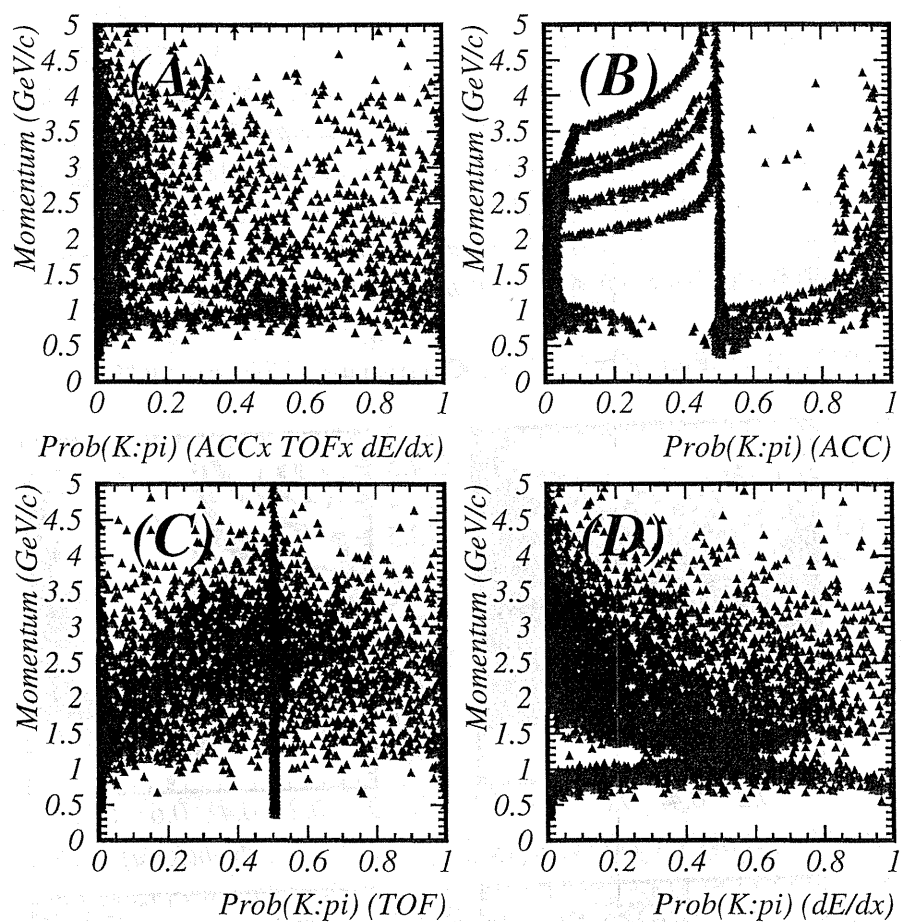 5 5
4.5 (A) 4.5 (B)
4 4
3.5 3.5
3 3
2.5 2.5
2 2
1.5 1.5
1 1
0.5 0.5
0 0
Momentum (GeV/c) Momentum (GeV/c)
0 0.2 0.4 0.6 0.8 1 0 0.2 0.4 0.6 0.8 1
Prob(K:pi) (ACCx TOFx dE/dx) Prob(K:pi) (ACC)
5 5
4.5 (C) 4.5 (D)
4 4
3.5 3.5
3 3
2.5 2.5
2 2
1.5 1.5
1 1
0.5 0.5
0 0
Momentum (GeV/c) Momentum (GeV/c)
0 0.2 0.4 0.6 0.8 1 0 0.2 0.4 0.6 0.8 1
Prob(K:pi) (TOF) Prob(K:pi) (dE/dx)